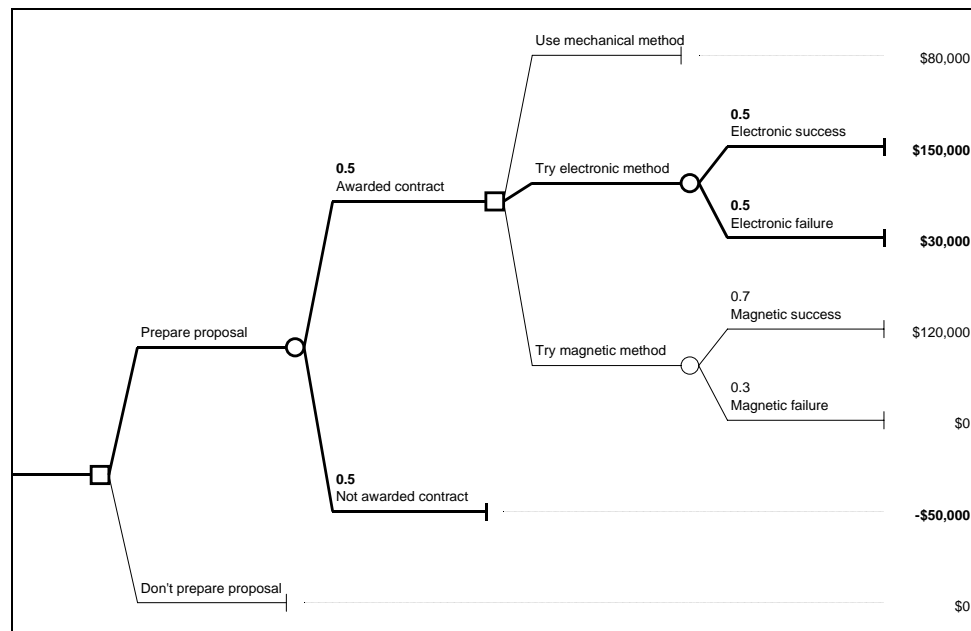 Use mechanical method
$80,000
0.5
Electronic success
$150,000
0.5
Awarded contract
Try electronic method
0.5
Electronic failure
$30,000
0.7
Magnetic success
$120,000
Prepare proposal
Try magnetic method
0.3
Magnetic failure
$0
0.5
Not awarded contract
-$50,000
Don't prepare proposal
$0